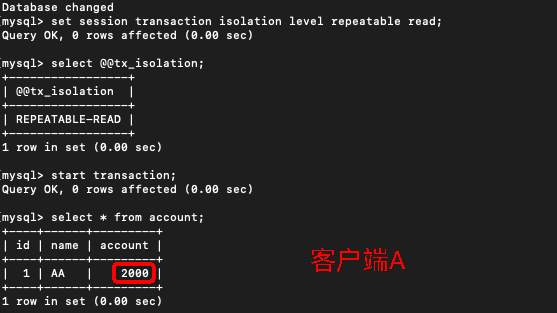 Database changed
mysql> set session transaction isolation level repeatable read;
Query OK, 0 rows affected (0.00 sec)
[mysql> select @@tx_isolation;
+-----------------+
| @@tx_isolation  |
+-----------------+
| REPEATABLE-READ |
+-----------------+
1 row in set (0.00 sec)
[mysql> start transaction;
Query OK, 0 rows affected (0.00 sec)
[mysql> select * from account;
+----+------+---------+
| id | name | account |
+----+------+---------+
|  1 | AA   |    2000 |
+----+------+---------+
1 row in set (0.00 sec)
客户端A